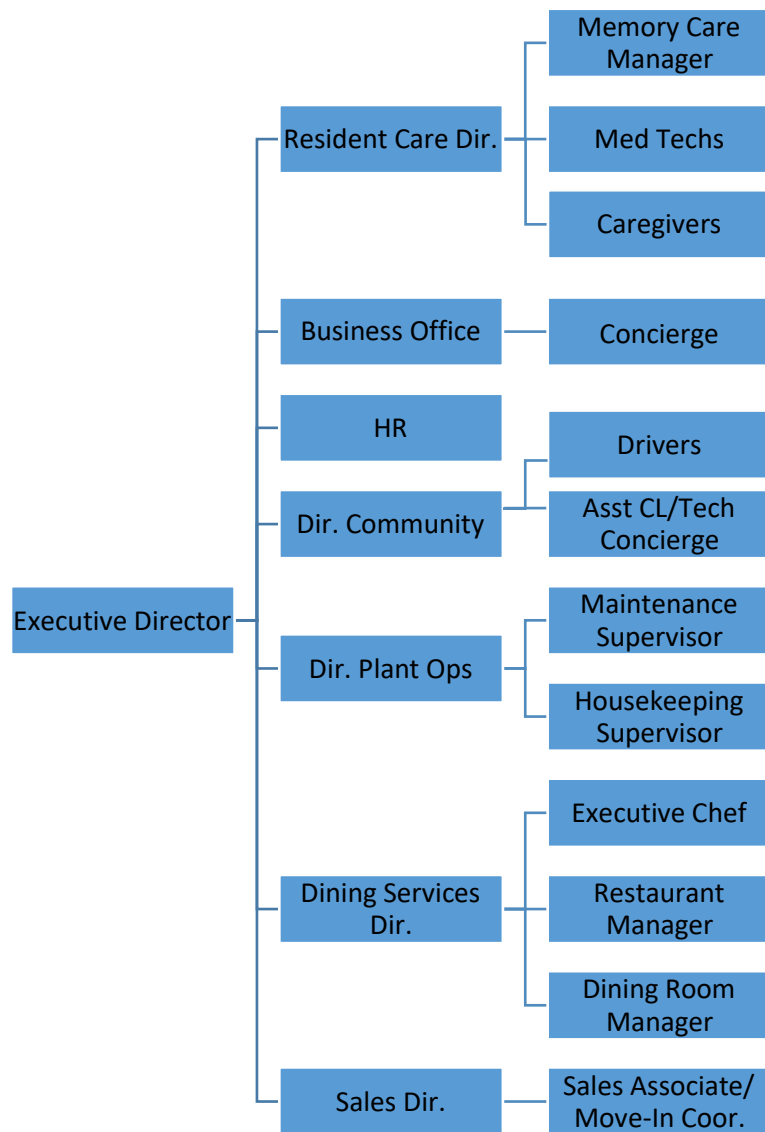 Memory Care
Manager
Resident Care Dir.
Med Techs
Caregivers
Business Office
Concierge
HR
Drivers
Dir. Community
Asst CL/Tech
Concierge
Executive Director
Maintenance
Supervisor
Dir. Plant Ops
Housekeeping
Supervisor
Executive Chef
Dining Services
Dir.
Restaurant
Manager
Dining Room
Manager
Sales Dir.
Sales Associate/
Move-In Coor.